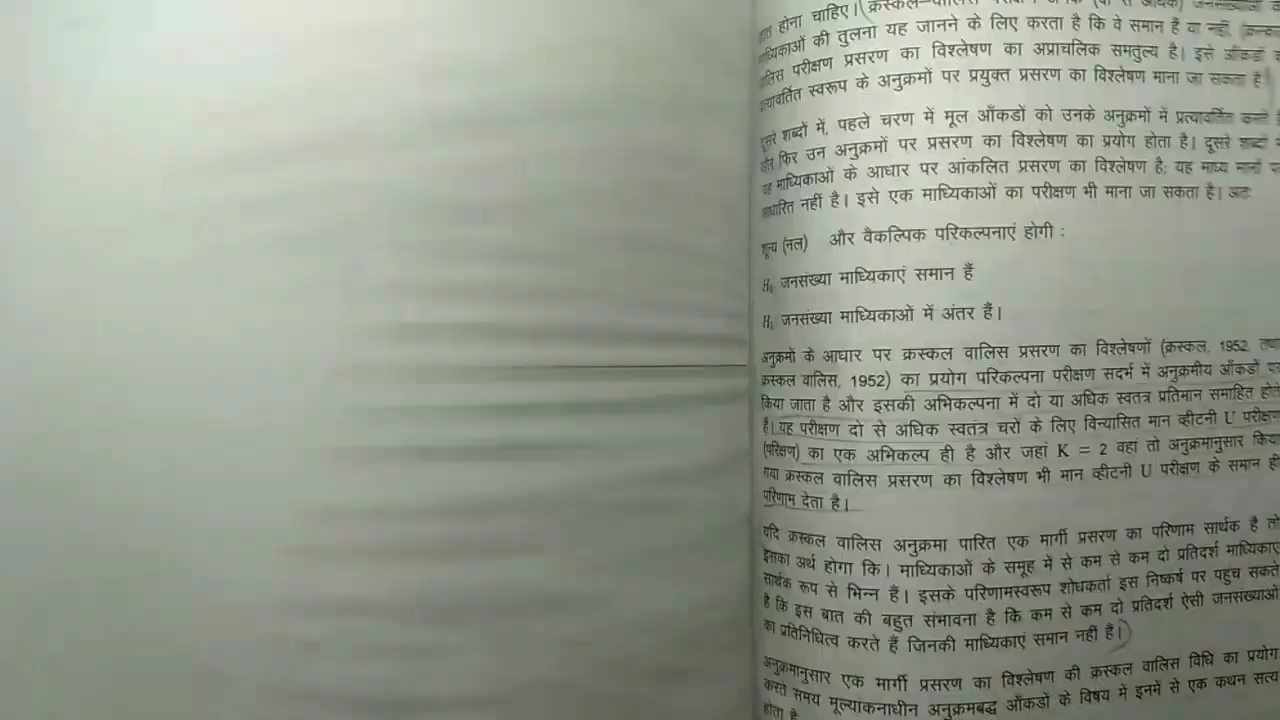 होना चाहिए। (क्रस्कल–वालिस
माध्यिकाओं की तुलना यह जानने के लिए करता है कि वे समान है या नहीं
वालिस परीक्षण प्रसरण का विश्लेषण का अप्राचलिक समतुल्य है। इसे आँकडों
प्रत्यावर्तित स्वरूप के अनुक्रमों पर प्रयुक्त प्रसरण का विश्लेषण माना जा सकता है
दूसरे शब्दों में, पहले चरण में मूल आँकडों को उनके अनुक्रमों में प्रत्यावर्तित करते
और फिर उन अनुक्रमों पर प्रसरण का विश्लेषण का प्रयोग होता है। दूसरे शब्दों
यह माध्यिकाओं के आधार पर आंकलित प्रसरण का विश्लेषण है; यह माध्य मानों पर
आधारित नहीं है। इसे एक माध्यिकाओं का परीक्षण भी माना जा सकता है। अतः
शून्य (नल) और वैकल्पिक परिकल्पनाएं होगी :
H₀ जनसंख्या माध्यिकाएं समान हैं
H₁ जनसंख्या माध्यिकाओं में अंतर हैं।
अनुक्रमों के आधार पर क्रस्कल वालिस प्रसरण का विश्लेषणों (क्रस्कल, 1952, तथा
क्रस्कल वालिस, 1952) का प्रयोग परिकल्पना परीक्षण सदर्भ में अनुक्रमीय आँकडों पर
किया जाता है और इसकी अभिकल्पना में दो या अधिक स्वतत्र प्रतिमान समाहित होते
है। यह परीक्षण दो से अधिक स्वतंत्र चरों के लिए विन्यासित मान व्हीटनी U परीक्षण
(परिक्षण) का एक अभिकल्प ही है और जहां K = 2 वहां तो अनुक्रमानुसार किया
गया क्रस्कल वालिस प्रसरण का विश्लेषण भी मान व्हीटनी U परीक्षण के समान ही
परिणाम देता है।
यदि क्रस्कल वालिस अनुक्रमा पारित एक मार्गी प्रसरण का परिणाम सार्थक है तो
इसका अर्थ होगा कि। माध्यिकाओं के समूह में से कम से कम दो प्रतिदर्श माध्यिकाएं
सार्थक रूप से भिन्न हैं। इसके परिणामस्वरूप शोधकर्ता इस निष्कर्ष पर पहुच सकते
है कि इस बात की बहुत संभावना है कि कम से कम दो प्रतिदर्श ऐसी जनसंख्याओं
का प्रतिनिधित्व करते हैं जिनकी माध्यिकाएं समान नहीं है।)
अनुक्रमानुसार एक मार्गी प्रसरण का विश्लेषण की क्रस्कल वालिस विधि का प्रयोग
करते समय मूल्याकनाधीन अनुक्रमबद्ध आँकडों के विषय में इनमें से एक कथन सत्य
होता है